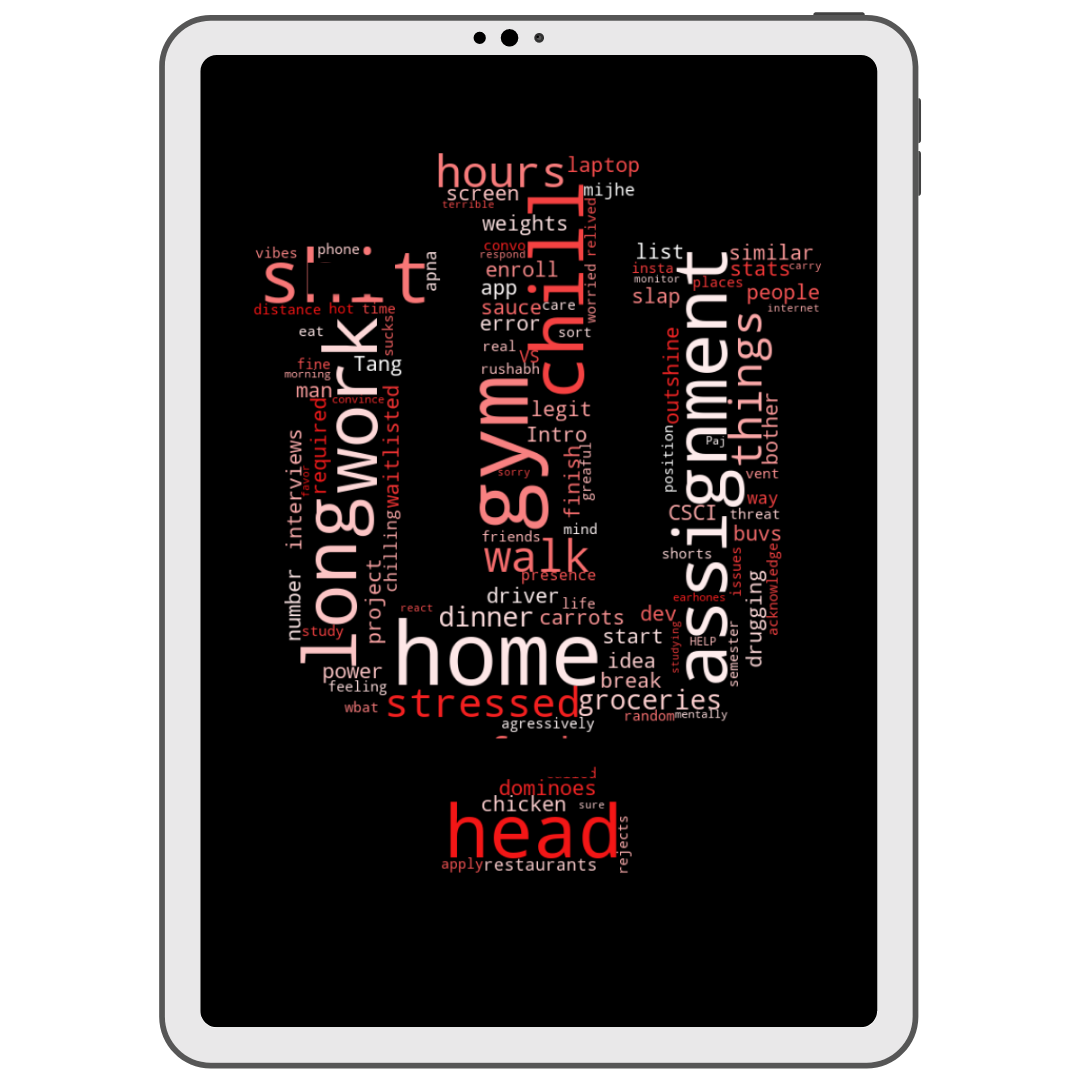 hours
laptop
screen
mijhe
terrible
weights
chill
relived
worried
convo
respond
enroll
app
sauce
care
error
sort
real
vs
rushabh
gym
legit
Intro
sorry
finish
greaful
mind
friends
walk
presence
vibes
phone
apna
distance
hot
time
eat
sucks
work
Tang
fine
morning
man
convince
required
waitlisted
interviews
favor
long
chilling
number
project
study
power
feeling
wbat
list
similar
insta
stats
carry
monitor
places
slap
people
internet
assignment
outshine
things
bother
position
Paj
vent
way
CSCI
threat
buvs
shorts
issues
acknowledge
drugging
earhones
dev
studying
HELP
semester
driver
life
react
dinner
carrots
home
start
idea
break
stressed
groceries
random
mentally
agressively
dominoes
chicken
sure
head
rejects
apply
restaurants